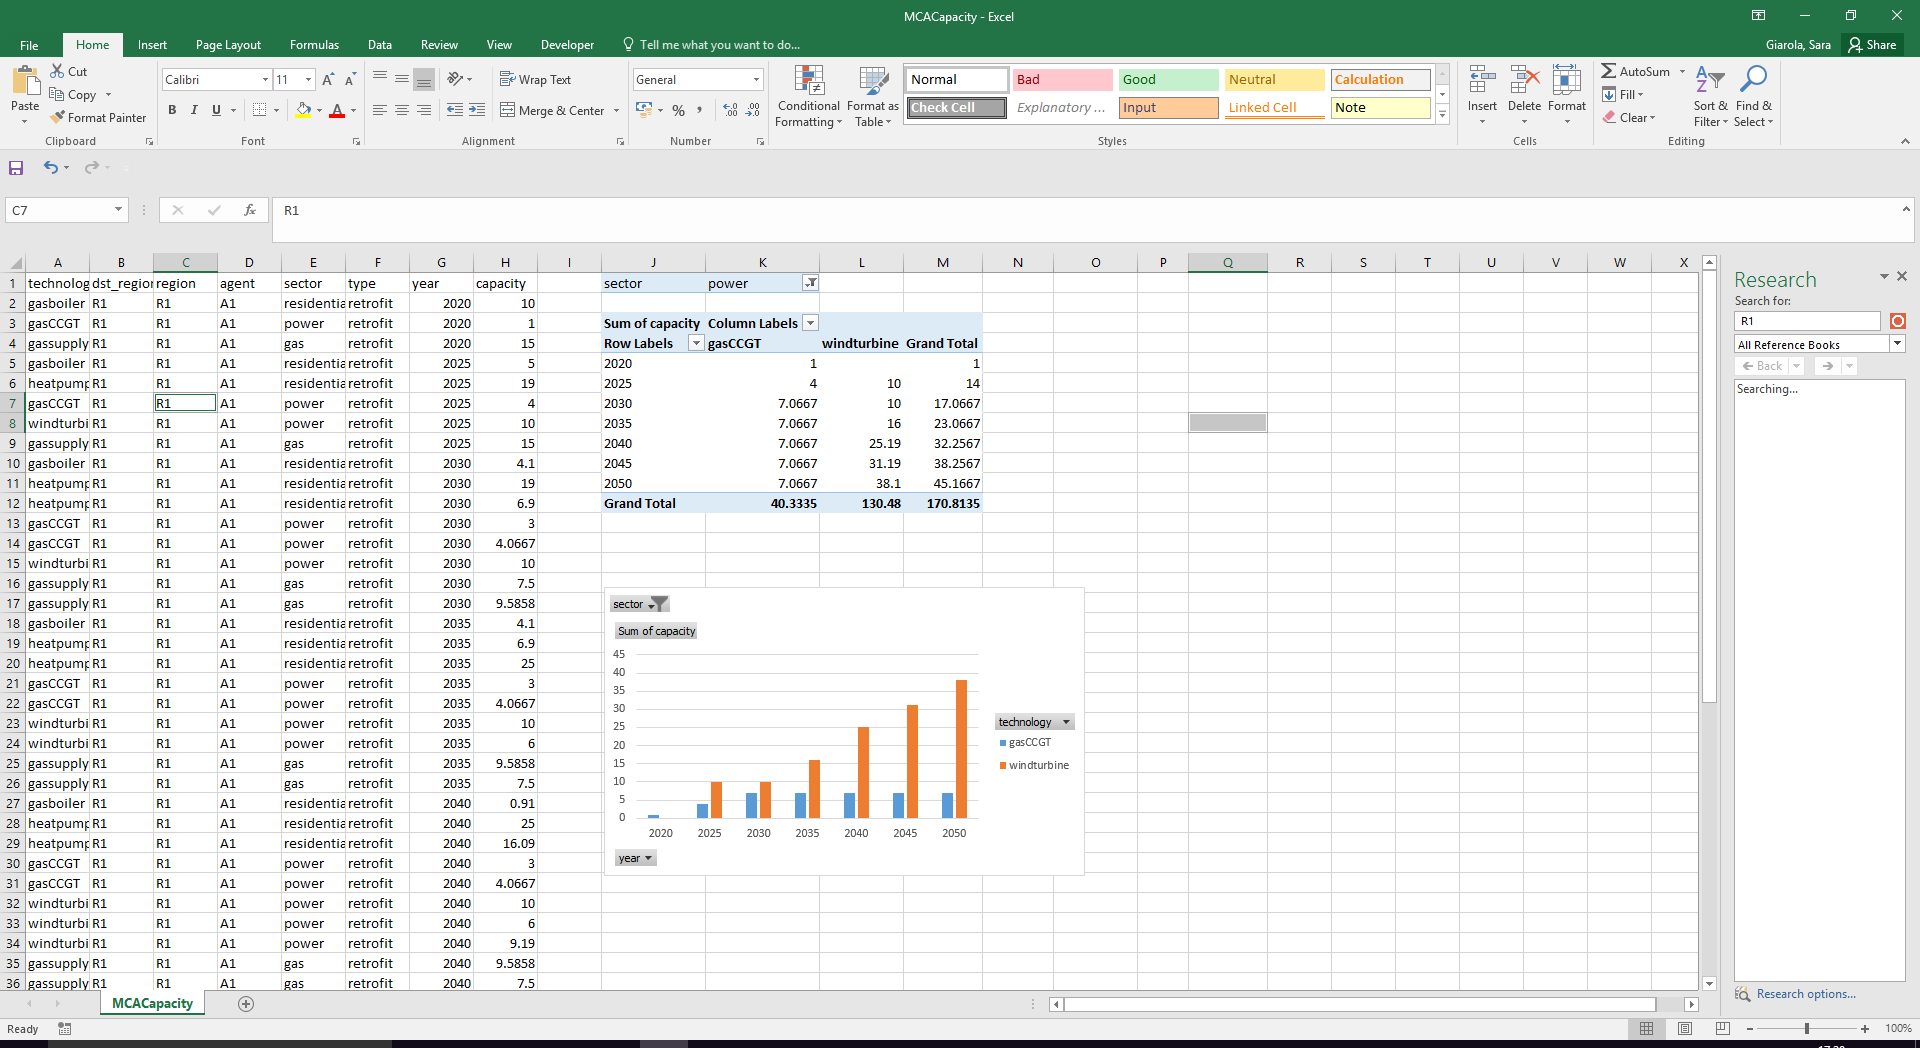 MCACapacity - Excel
File Home Insert Page Layout Formulas Data Review View Developer Tell me what you want to do... Giarola, Sara Share
Paste
Cut
Copy
Format Painter
Clipboard
Calibri 11
B I U
Font
Wrap Text
Merge & Center
Alignment
General
Number
Conditional Formatting
Format as Table
Normal Bad Good Neutral Calculation
Check Cell Explanatory ... Input Linked Cell Note
Styles
Insert Delete Format
Cells
AutoSum
Fill
Clear
Sort & Filter
Find & Select
Editing
C7 fx R1
A B C D E F G H I J K L M N O P Q R S T U V W X
1 technolog dst_region region agent sector type year capacity sector power
2 gasboiler R1 R1 A1 residentia retrofit 2020 10
3 gasCCGT R1 R1 A1 power retrofit 2020 1 Sum of capacity Column Labels
4 gassupply R1 R1 A1 gas retrofit 2020 15 Row Labels gasCCGT windturbine Grand Total
5 gasboiler R1 R1 A1 residentia retrofit 2025 5 2020 1 1
6 heatpump R1 R1 A1 residentia retrofit 2025 19 2025 4 10 14
7 gasCCGT R1 R1 A1 power retrofit 2025 4 2030 7.0667 10 17.0667
8 windturbi R1 R1 A1 power retrofit 2025 10 2035 7.0667 16 23.0667
9 gassupply R1 R1 A1 gas retrofit 2025 15 2040 7.0667 25.19 32.2567
10 gasboiler R1 R1 A1 residentia retrofit 2030 4.1 2045 7.0667 31.19 38.2567
11 heatpump R1 R1 A1 residentia retrofit 2030 19 2050 7.0667 38.1 45.1667
12 heatpump R1 R1 A1 residentia retrofit 2030 6.9 Grand Total 40.3335 130.48 170.8135
13 gasCCGT R1 R1 A1 power retrofit 2030 3
14 gasCCGT R1 R1 A1 power retrofit 2030 4.0667
15 windturbi R1 R1 A1 power retrofit 2030 10
16 gassupply R1 R1 A1 gas retrofit 2030 7.5
17 gassupply R1 R1 A1 gas retrofit 2030 9.5858
18 gasboiler R1 R1 A1 residentia retrofit 2035 4.1
19 heatpump R1 R1 A1 residentia retrofit 2035 6.9
20 heatpump R1 R1 A1 residentia retrofit 2035 25
21 gasCCGT R1 R1 A1 power retrofit 2035 3
22 gasCCGT R1 R1 A1 power retrofit 2035 4.0667
23 windturbi R1 R1 A1 power retrofit 2035 10
24 windturbi R1 R1 A1 power retrofit 2035 6
25 gassupply R1 R1 A1 gas retrofit 2035 9.5858
26 gassupply R1 R1 A1 gas retrofit 2035 7.5
27 gasboiler R1 R1 A1 residentia retrofit 2040 0.91
28 heatpump R1 R1 A1 residentia retrofit 2040 25
29 heatpump R1 R1 A1 residentia retrofit 2040 16.09
30 gasCCGT R1 R1 A1 power retrofit 2040 3
31 gasCCGT R1 R1 A1 power retrofit 2040 4.0667
32 windturbi R1 R1 A1 power retrofit 2040 10
33 windturbi R1 R1 A1 power retrofit 2040 6
34 windturbi R1 R1 A1 power retrofit 2040 9.19
35 gassupply R1 R1 A1 gas retrofit 2040 9.5858
36 gassupply R1 R1 A1 gas retrofit 2040 7.5
sector
Sum of capacity
45
40
35
30
25
20
15
10
5
0
2020 2025 2030 2035 2040 2045 2050
year
technology
gasCCGT
windturbine
Research
Search for:
R1
All Reference Books
Back
Searching...
Research options...
MCACapacity
Ready
100%